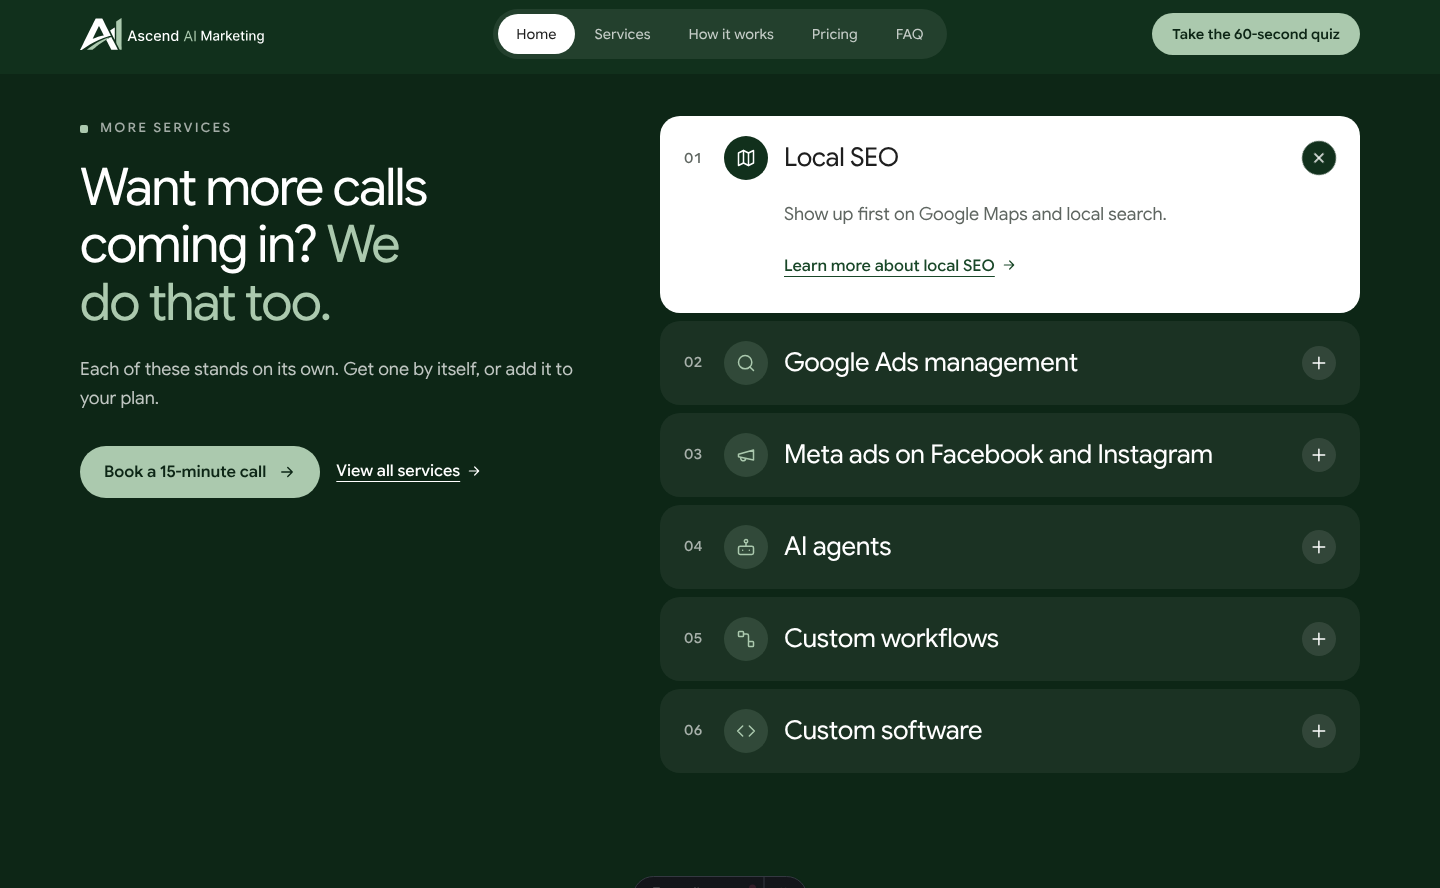 Ascend AI Marketing
Home
Services
How it works
Pricing
FAQ
Take the 60-second quiz
MORE SERVICES
Want more calls
coming in? We
do that too.
Each of these stands on its own. Get one by itself, or add it to
your plan.
Book a 15-minute call
View all services
01
Local SEO
Show up first on Google Maps and local search.
Learn more about local SEO
02
Google Ads management
03
Meta ads on Facebook and Instagram
04
AI agents
05
Custom workflows
06
Custom software